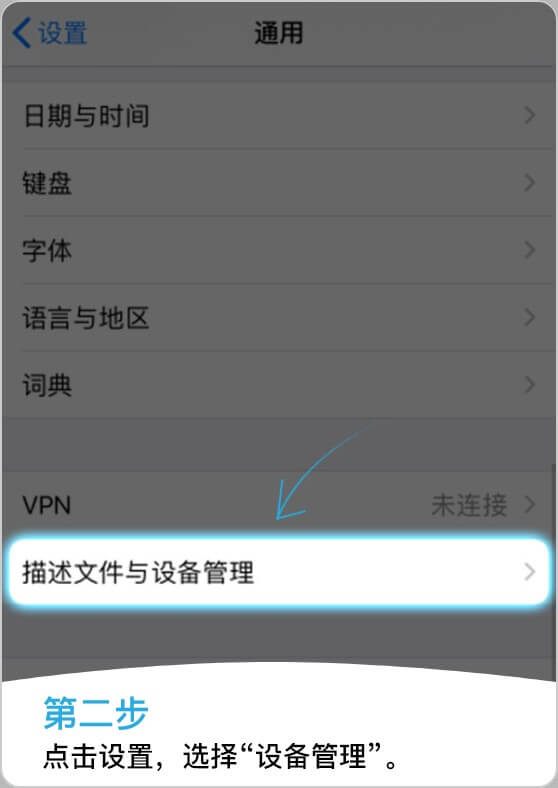 设置 通用
日期与时间
键盘
字体
语言与地区
词典
VPN 未连接
描述文件与设备管理
第二步
点击设置，选择“设备管理”。